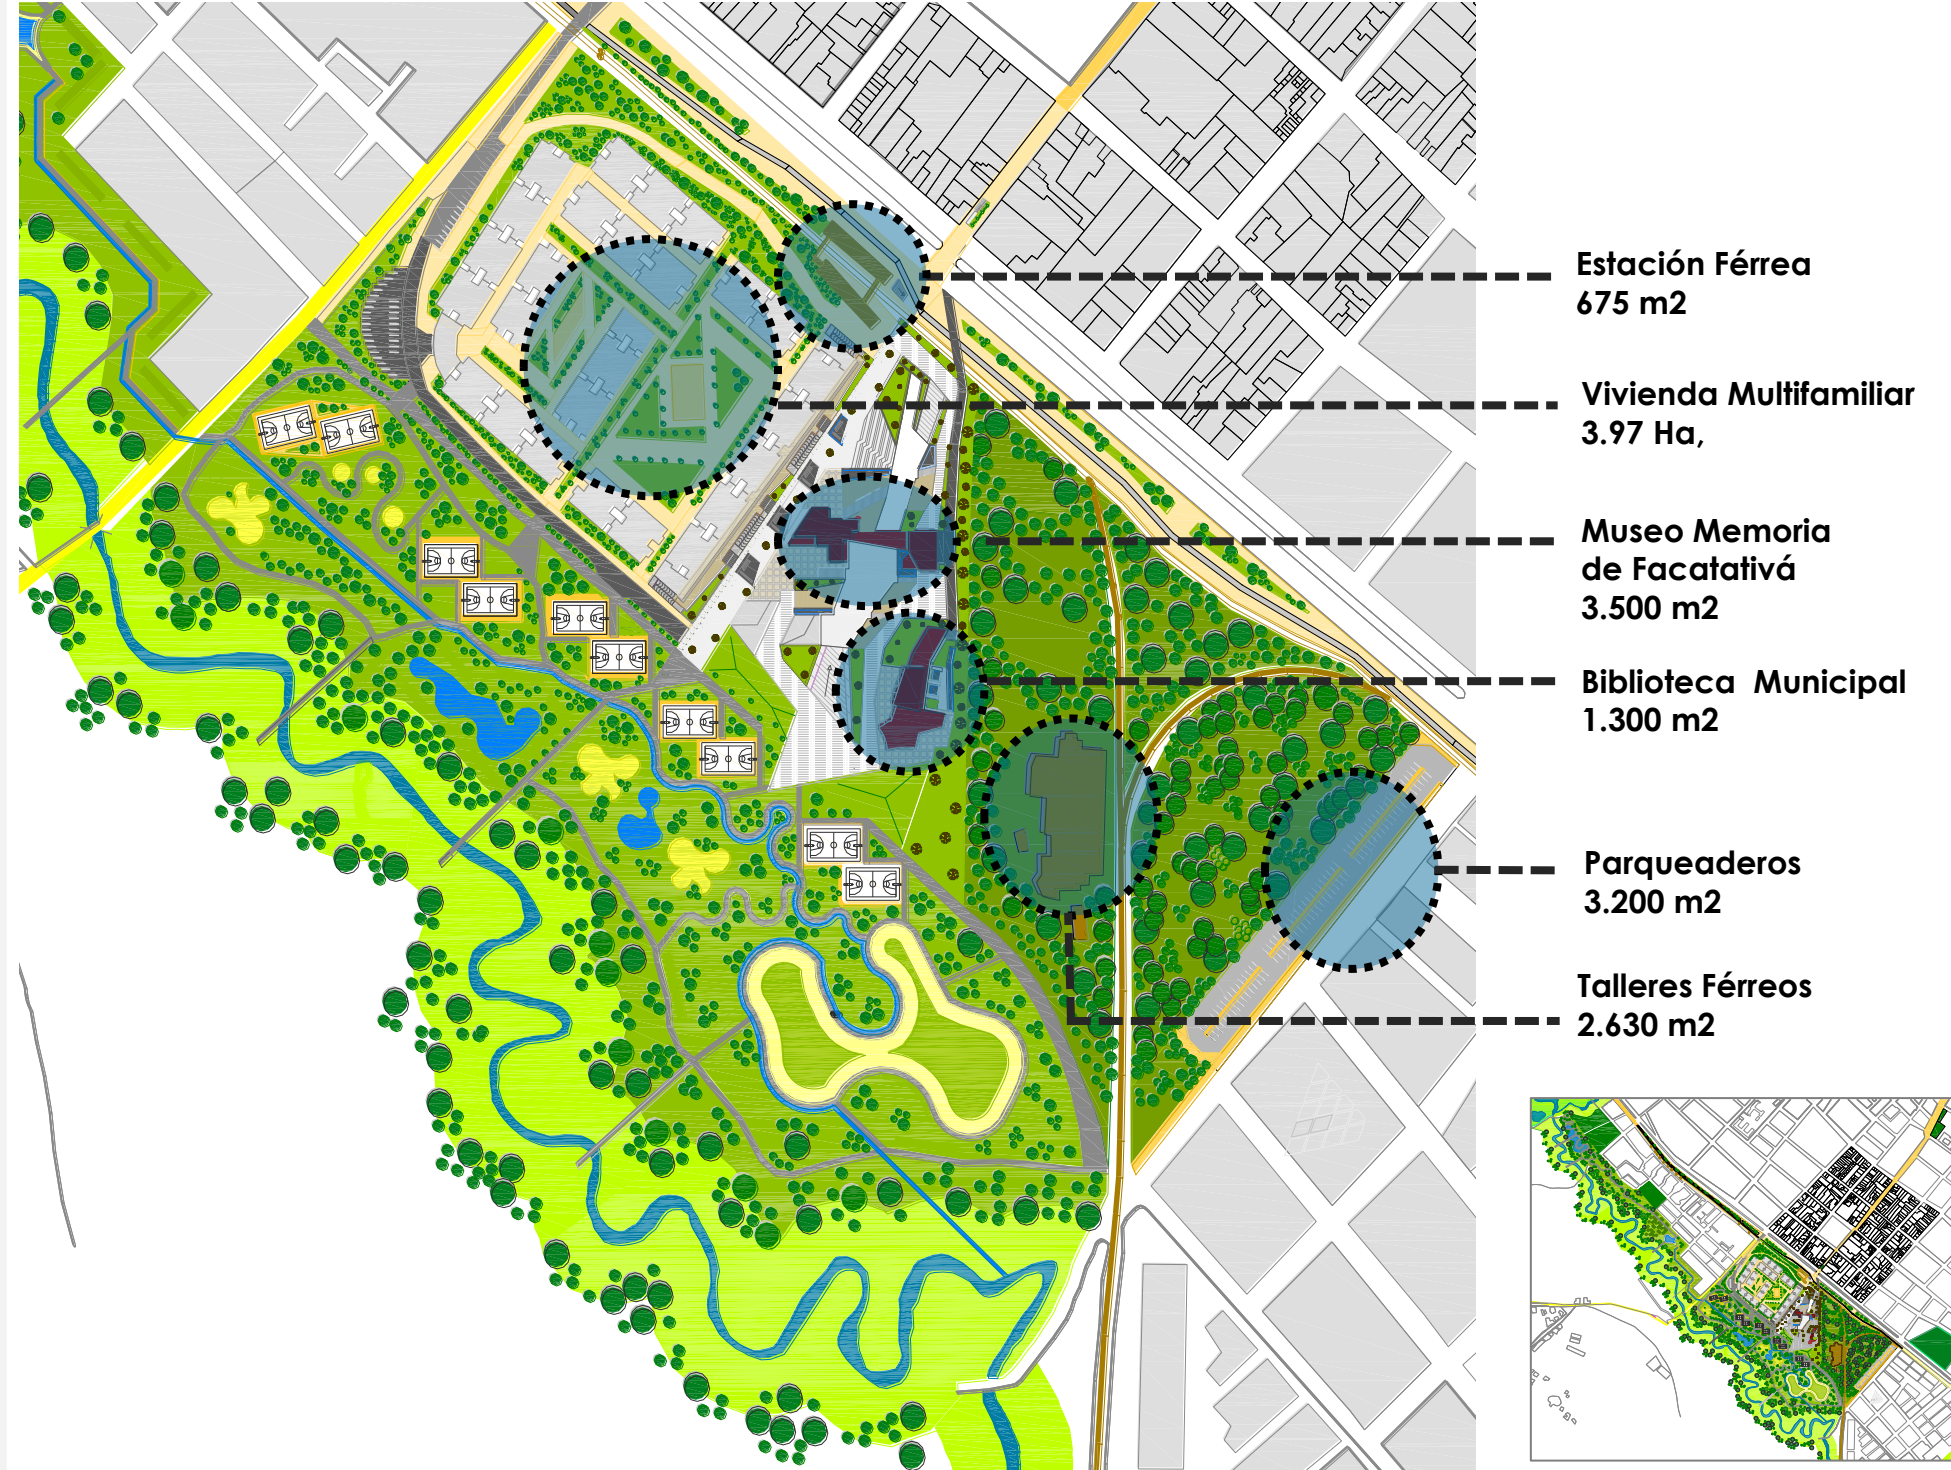 Estación Férrea
675 m2
Vivienda Multifamiliar
3.97 Ha,
Museo Memoria
de Facatativá
3.500 m2
Biblioteca  Municipal
1.300 m2
Parqueaderos
3.200 m2
Talleres Férreos
2.630 m2